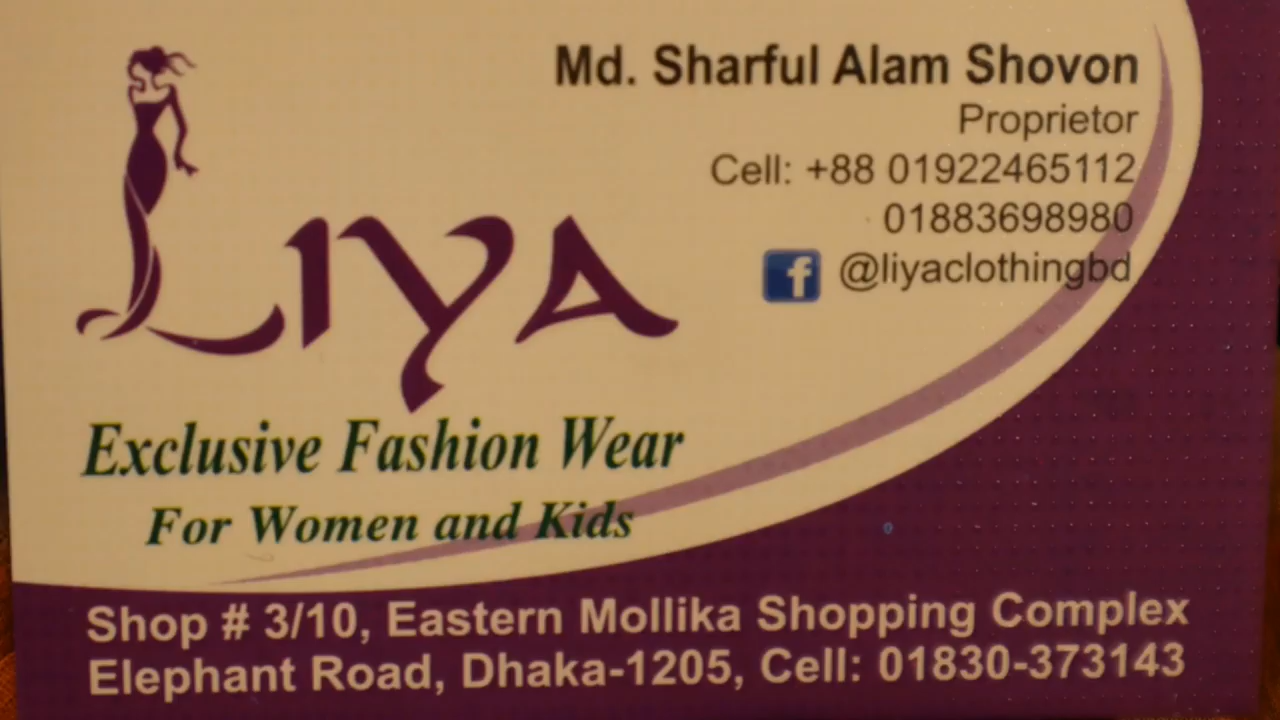 Md. Sharful Alam Shovon
Proprietor
Cell: +88 01922465112
01883698980
f @liyaclothingbd
LIYA
Exclusive Fashion Wear
For Women and Kids
Shop # 3/10, Eastern Mollika Shopping Complex
Elephant Road, Dhaka-1205, Cell: 01830-373143